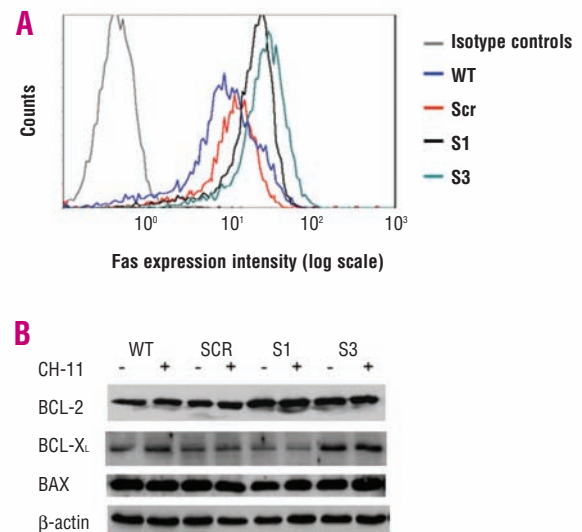 A
Counts
10⁰ 10¹ 10² 10³
Fas expression intensity (log scale)
Isotype controls
WT
Scr
S1
S3
B
WT SCR S1 S3
CH-11 - + - + - + - +
BCL-2
BCL-XL
BAX
β-actin